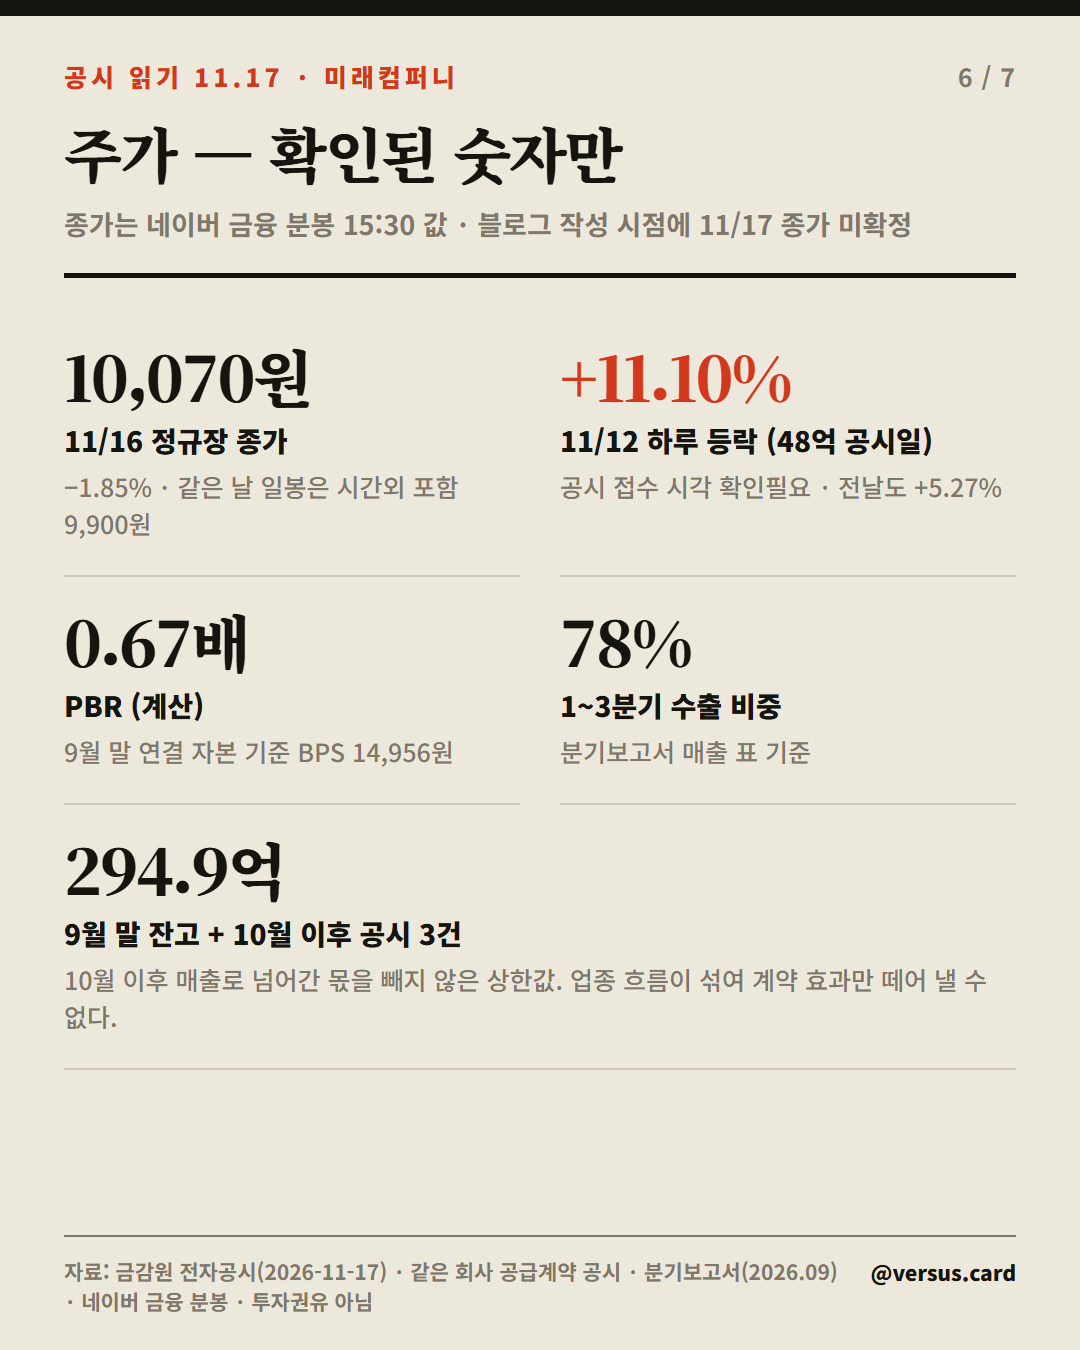 공시 읽기 11.17 · 미래컴퍼니
6 / 7
주가 — 확인된 숫자만
종가는 네이버 금융 분봉 15:30 값 · 블로그 작성 시점에 11/17 종가 미확정
10,070원
11/16 정규장 종가
−1.85% · 같은 날 일봉은 시간외 포함
9,900원
+11.10%
11/12 하루 등락 (48억 공시일)
공시 접수 시각 확인필요 · 전날도 +5.27%
0.67배
PBR (계산)
9월 말 연결 자본 기준 BPS 14,956원
78%
1~3분기 수출 비중
분기보고서 매출 표 기준
294.9억
9월 말 잔고 + 10월 이후 공시 3건
10월 이후 매출로 넘어간 몫을 빼지 않은 상한값. 업종 흐름이 섞여 계약 효과만 떼어 낼 수
없다.
자료: 금감원 전자공시(2026-11-17) · 같은 회사 공급계약 공시 · 분기보고서(2026.09)
· 네이버 금융 분봉 · 투자권유 아님
@versus.card